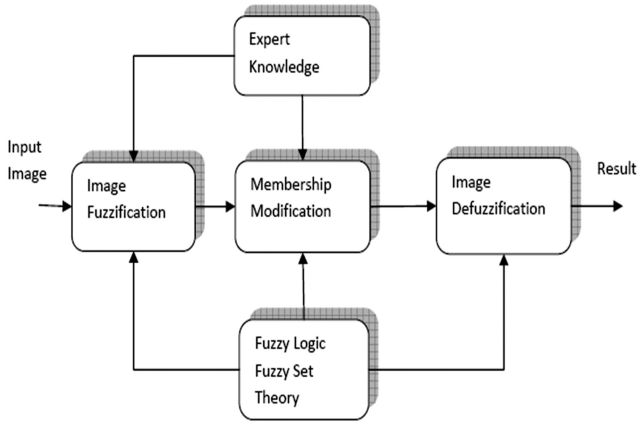 Expert
Knowledge
Input
Image
Image
Fuzzification
Membership
Modification
Image
Defuzzification
Result
Fuzzy Logic
Fuzzy Set
Theory